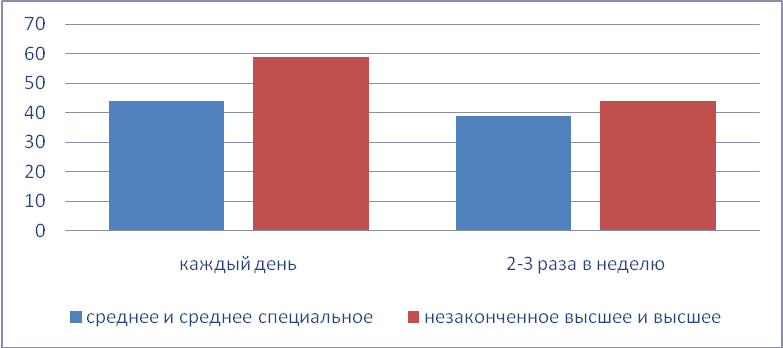 70
60
50
40
30
20
10
0
каждый день
2-3 раза в неделю
среднее и среднее специальное
незаконченное высшее и высшее